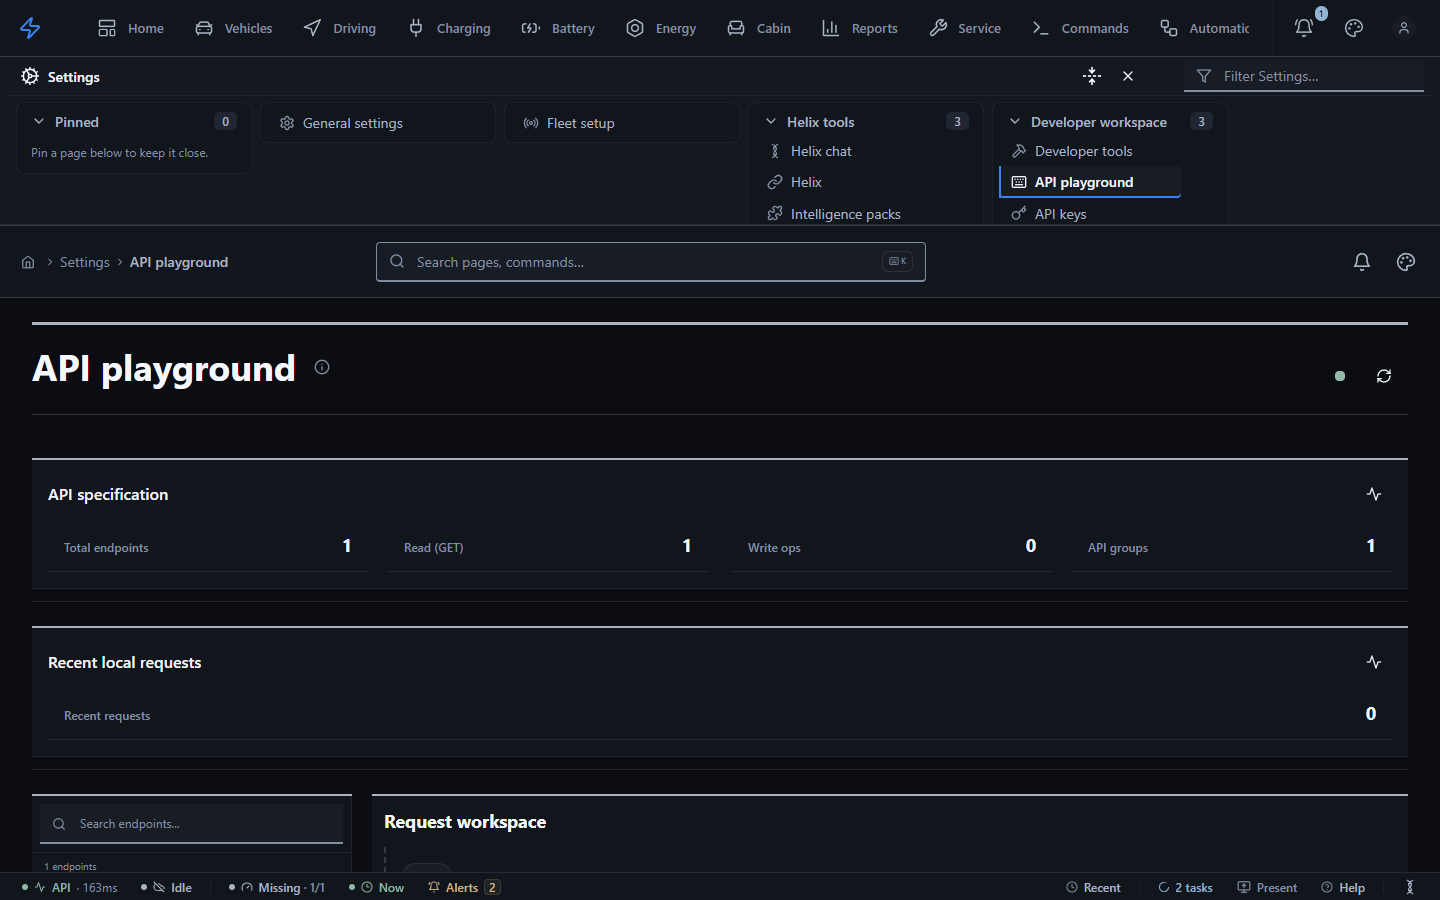 Home Vehicles Driving Charging Battery Energy Cabin Reports Service Commands Automatic 1
Settings Filter Settings...
Pinned 0
Pin a page below to keep it close.
General settings
Fleet setup
Helix tools 3
Helix chat
Helix
Intelligence packs
Developer workspace 3
Developer tools
API playground
API keys
Settings API playground Search pages, commands... K
API playground
API specification
Total endpoints 1 Read (GET) 1 Write ops 0 API groups 1
Recent local requests
Recent requests 0
Search endpoints...
1 endpoints
Request workspace
API · 163ms Idle Missing · 1/1 Now Alerts 2 Recent 2 tasks Present Help